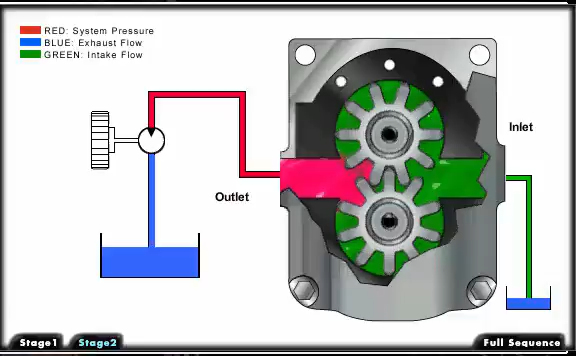 RED: System Pressure
BLUE: Exhaust Flow
GREEN: Intake Flow
Inlet
Outlet
Stage1
Stage2
Full Sequence